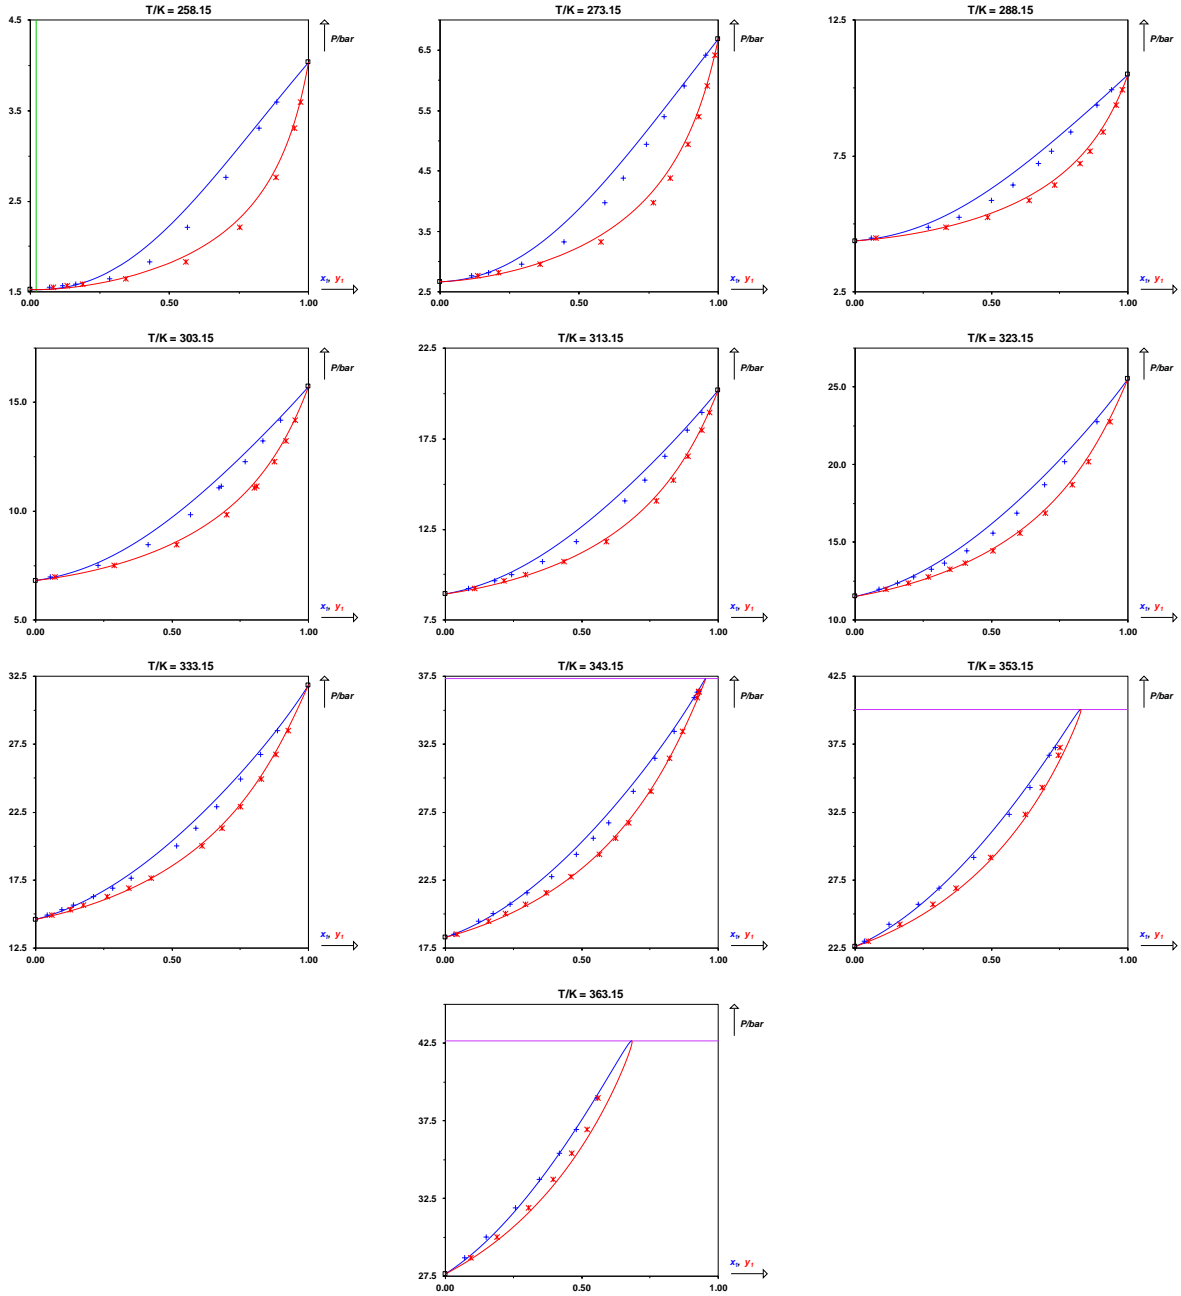 T/K = 258.15
4.5
P/bar
3.5
2.5
1.5
x₁, y₁
0.00
0.50
1.00
T/K = 273.15
P/bar
6.5
5.5
4.5
3.5
2.5
x₁, y₁
0.00
0.50
1.00
T/K = 288.15
12.5
P/bar
7.5
2.5
x₁, y₁
0.00
0.50
1.00
T/K = 303.15
P/bar
15.0
10.0
5.0
x₁, y₁
0.00
0.50
1.00
T/K = 313.15
22.5
P/bar
17.5
12.5
7.5
x₁, y₁
0.00
0.50
1.00
T/K = 323.15
P/bar
25.0
20.0
15.0
10.0
x₁, y₁
0.00
0.50
1.00
T/K = 333.15
32.5
P/bar
27.5
22.5
17.5
12.5
x₁, y₁
0.00
0.50
1.00
T/K = 343.15
37.5
P/bar
32.5
27.5
22.5
17.5
x₁, y₁
0.00
0.50
1.00
T/K = 353.15
42.5
P/bar
37.5
32.5
27.5
22.5
x₁, y₁
0.00
0.50
1.00
T/K = 363.15
P/bar
42.5
37.5
32.5
27.5
x₁, y₁
0.00
0.50
1.00